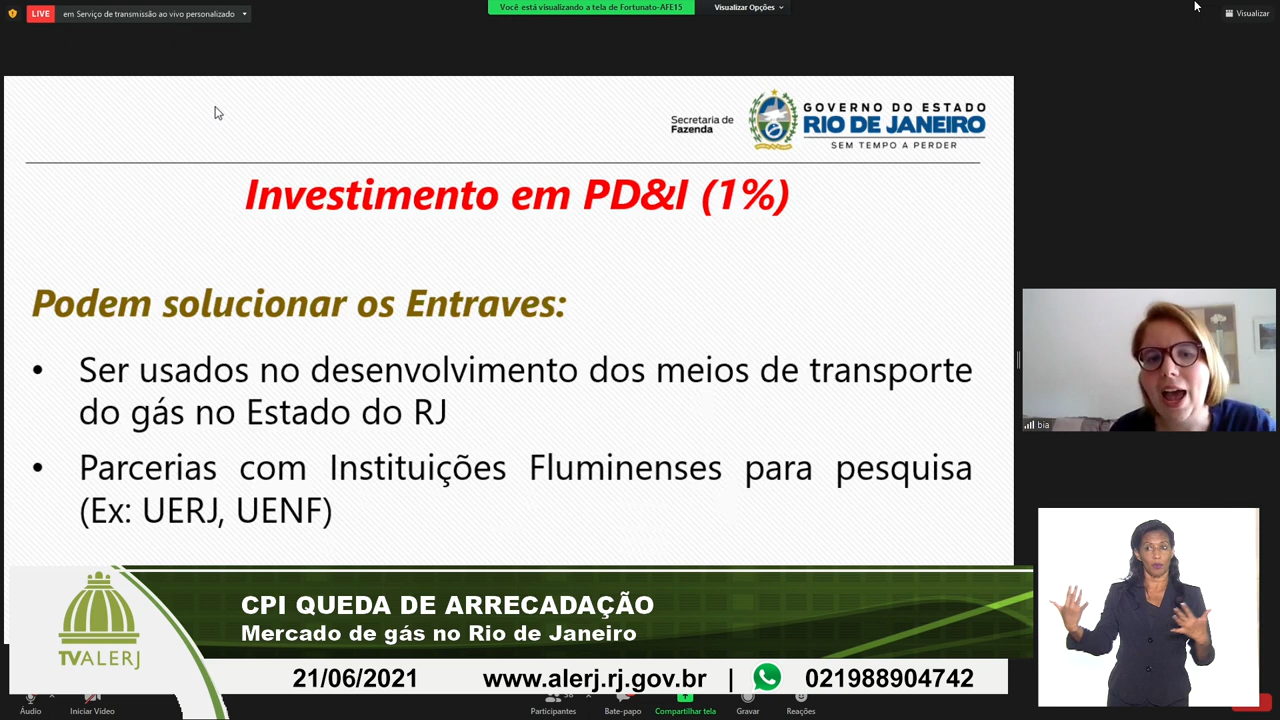 LIVE
em Serviço de transmissão ao vivo personalizado
Você está visualizando a tela de Fortunato-AFE15
Visualizar Opções
Visualizar
Secretaria de
Fazenda
GOVERNO DO ESTADO
RIO DE JANEIRO
SEM TEMPO A PERDER
Investimento em PD&I (1%)
Podem solucionar os Entraves:
• Ser usados no desenvolvimento dos meios de transporte
do gás no Estado do RJ
• Parcerias com Instituições Fluminenses para pesquisa
(Ex: UERJ, UENF)
bia
CPI QUEDA DE ARRECADAÇÃO
Mercado de gás no Rio de Janeiro
TVALERJ
21/06/2021 www.alerj.rj.gov.br | 021988904742
Áudio
Iniciar Vídeo
Participantes
Bate-papo
Compartilhar tela
Gravar
Reações